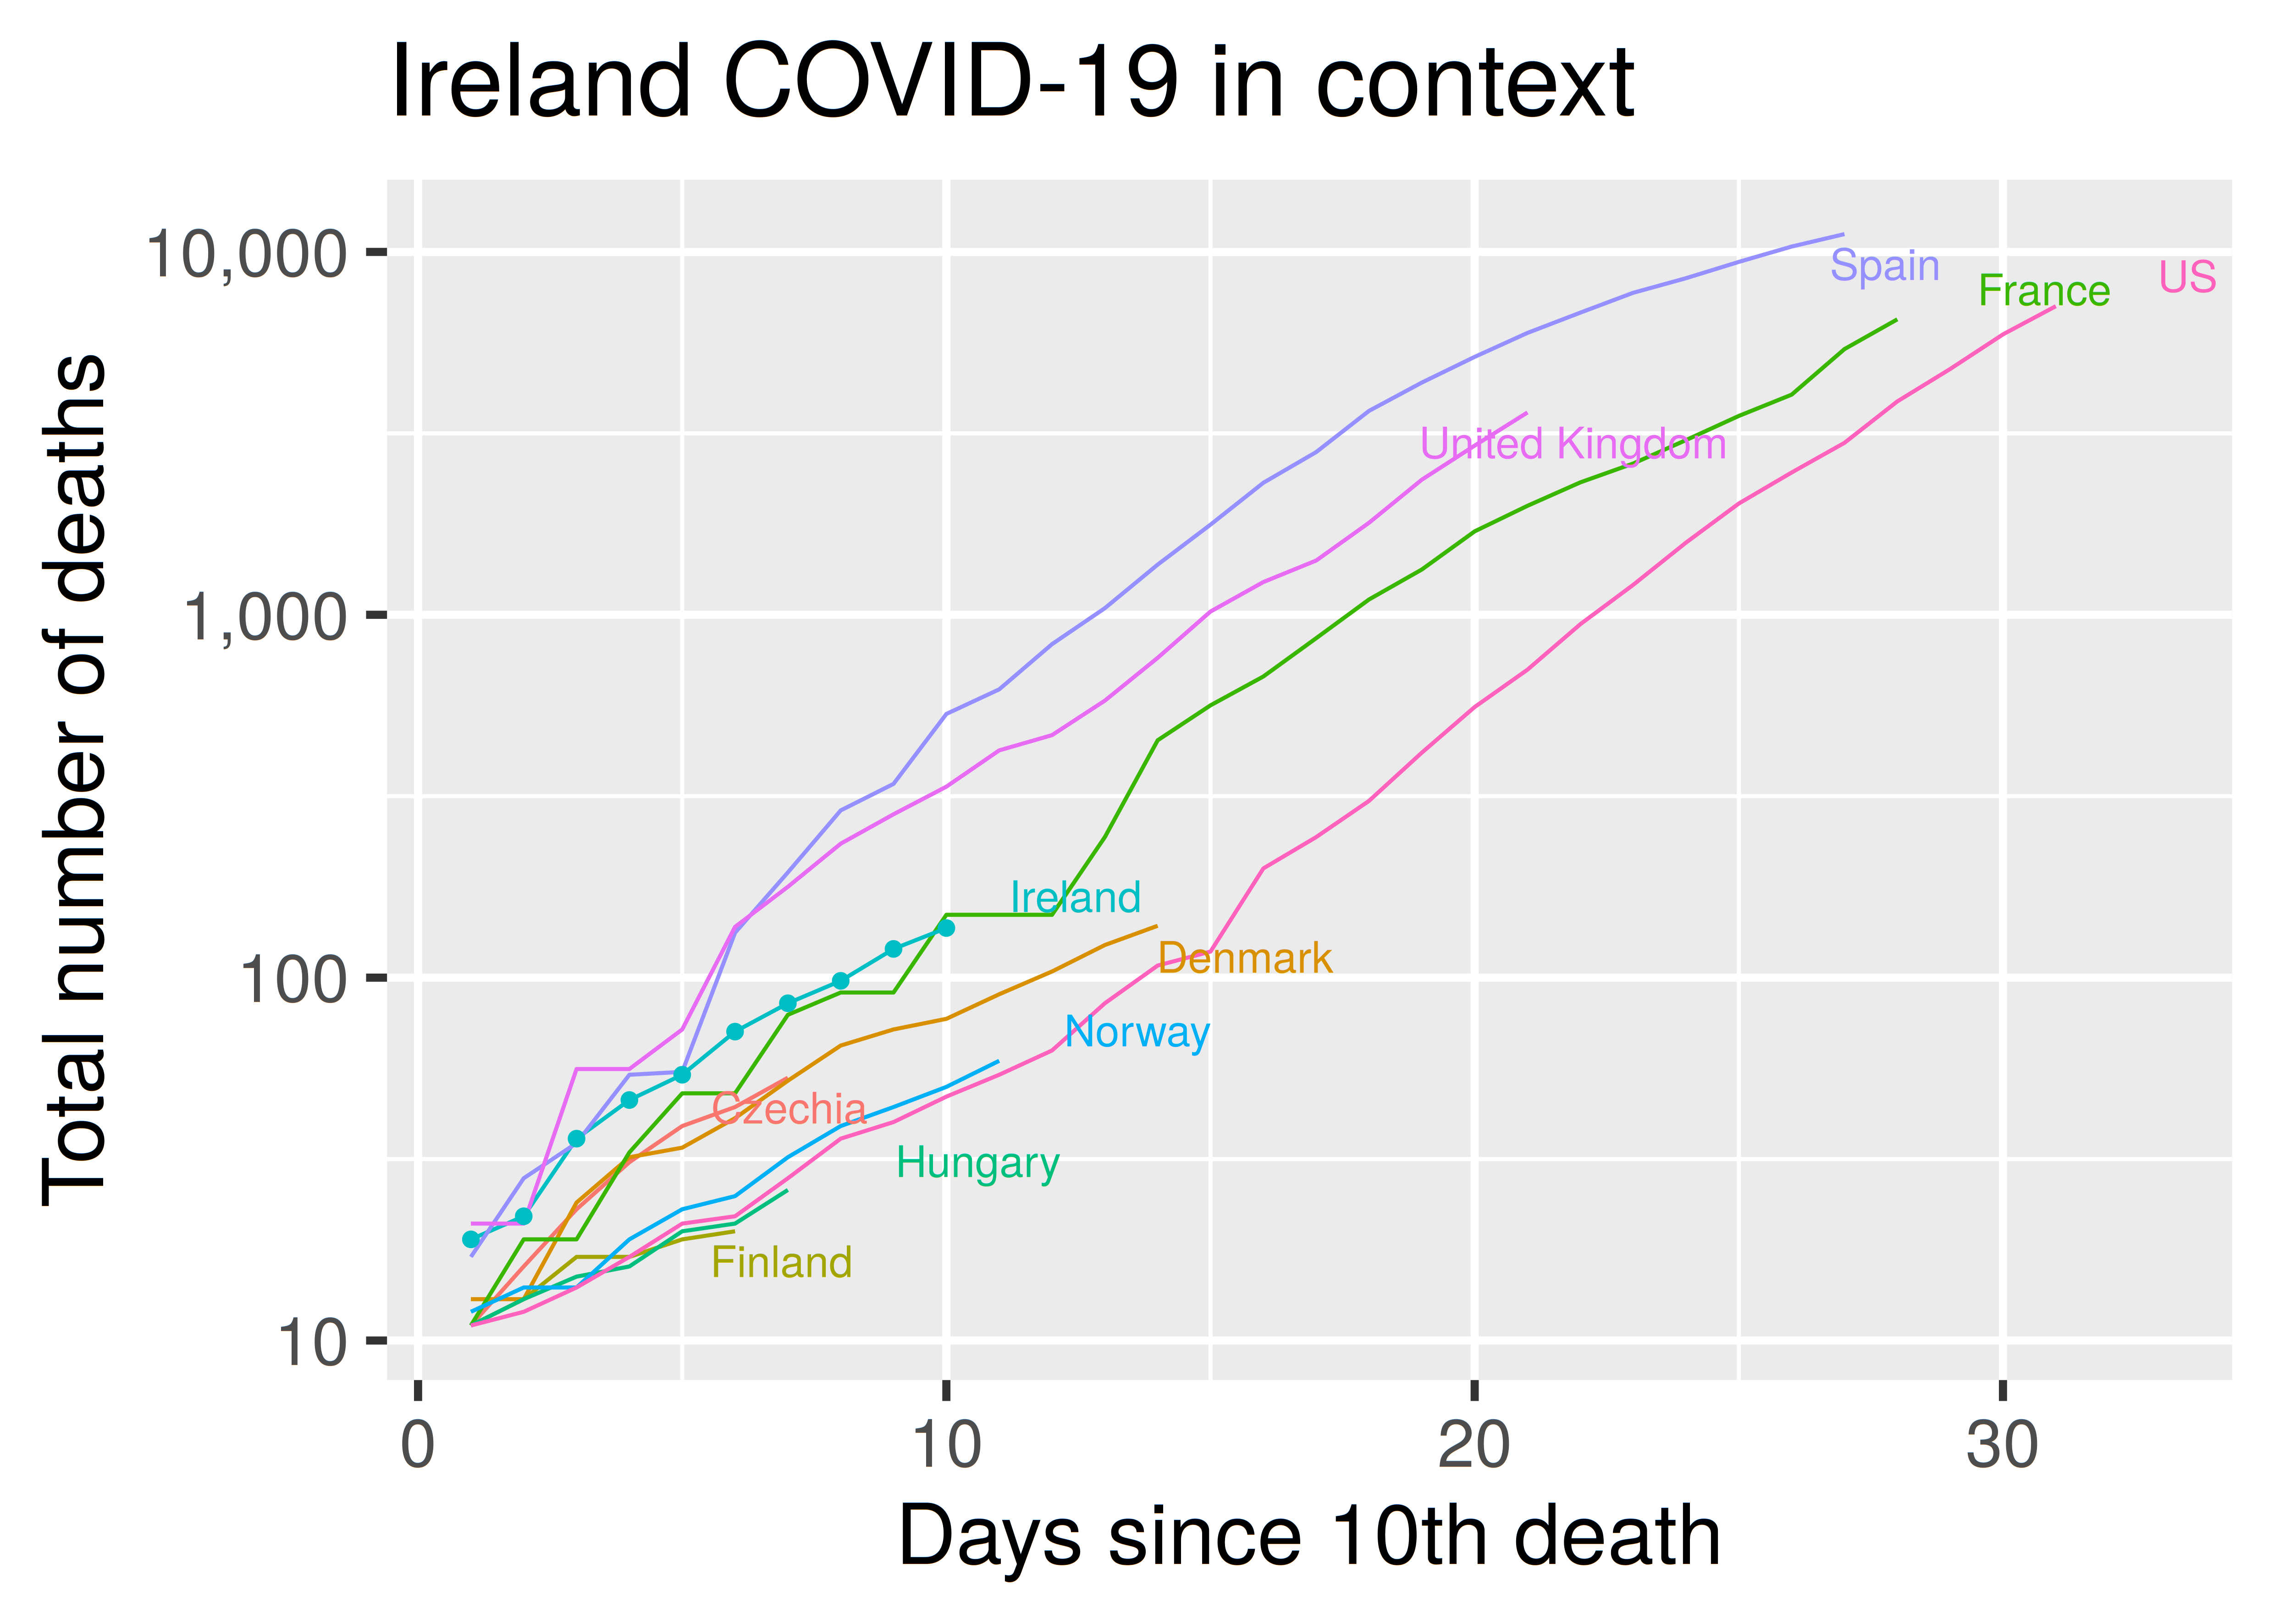 Ireland COVID-19 in context
Total number of deaths
10,000
1,000
100
10
Spain
France
US
United Kingdom
Ireland
Denmark
Norway
Czechia
Hungary
Finland
0
10
20
30
Days since 10th death